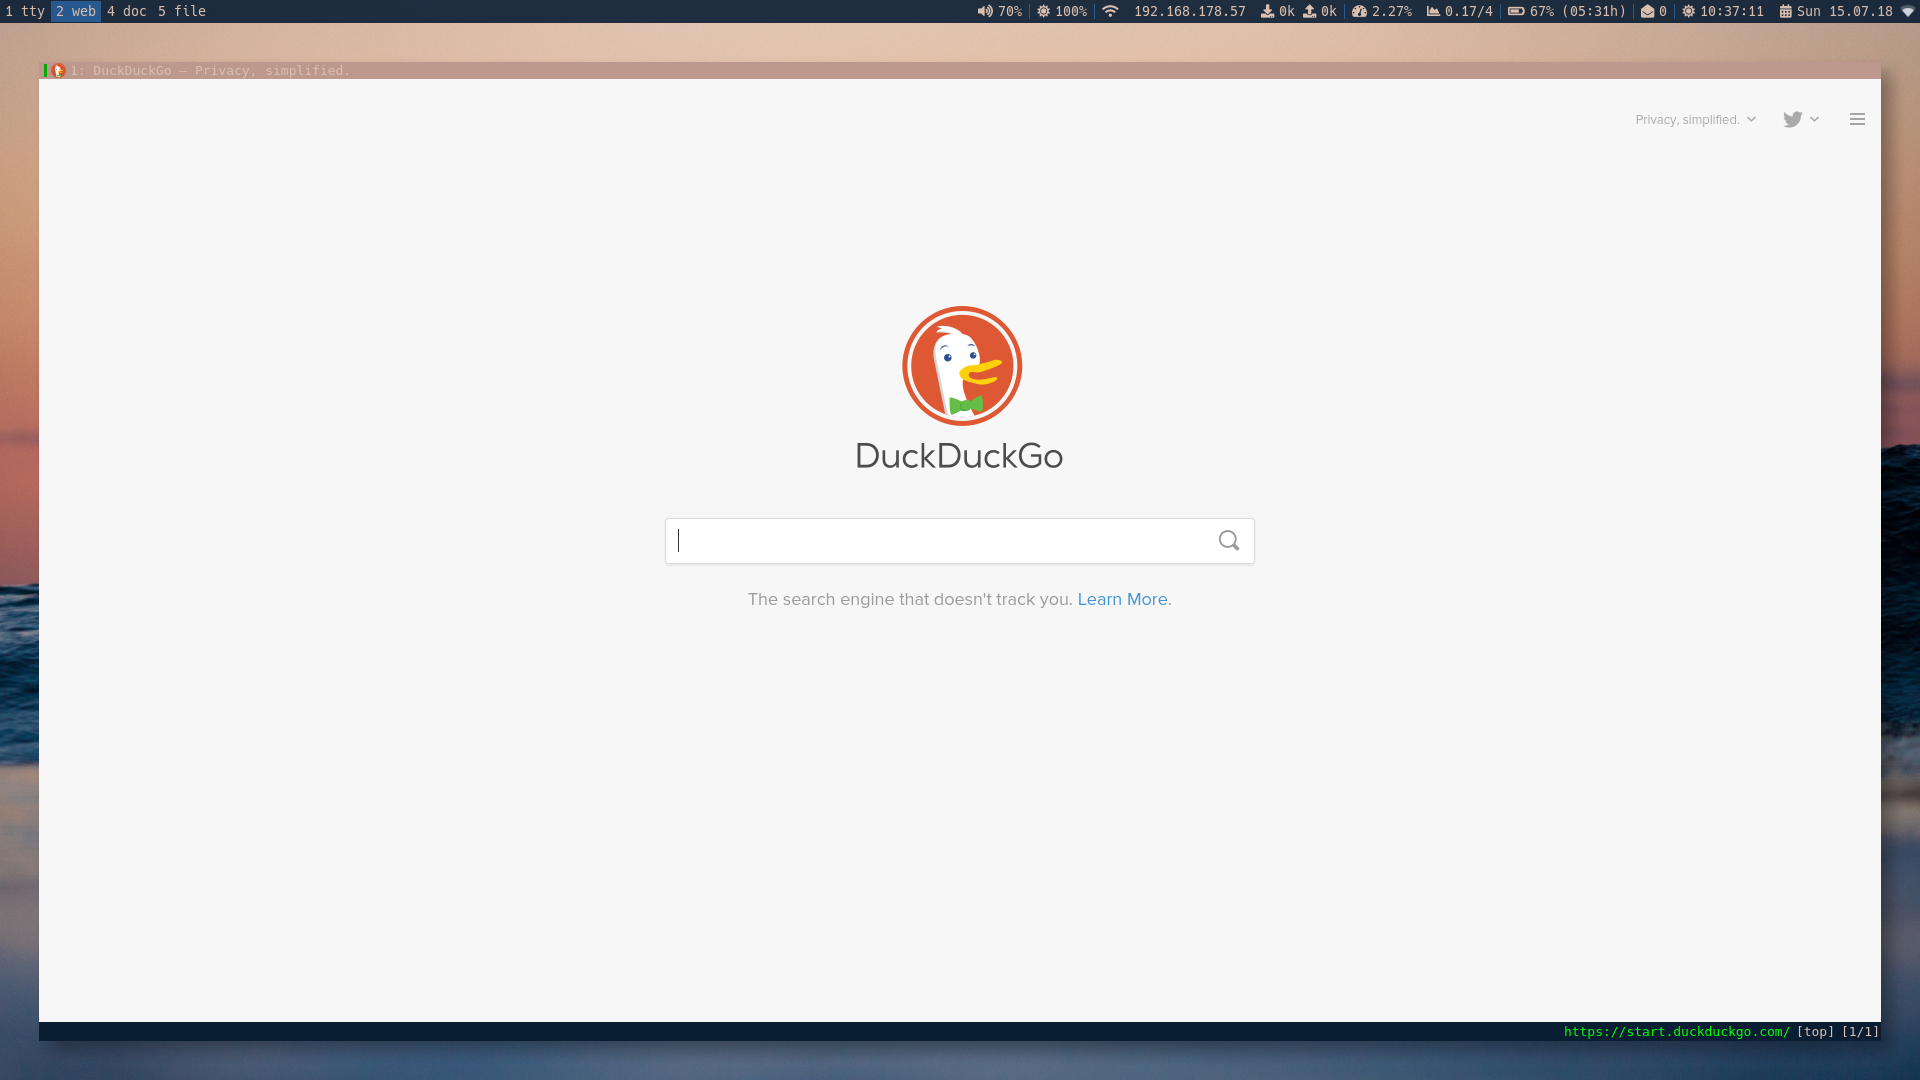 1 tty 2 web 4 doc 5 file 70% 100% 192.168.178.57 0k 0k 2.27% 0.17/4 67% (05:31h) 0 10:37:11 Sun 15.07.18
1: DuckDuckGo — Privacy, simplified.
Privacy, simplified.
DuckDuckGo
The search engine that doesn't track you. Learn More.
https://start.duckduckgo.com/ [top] [1/1]